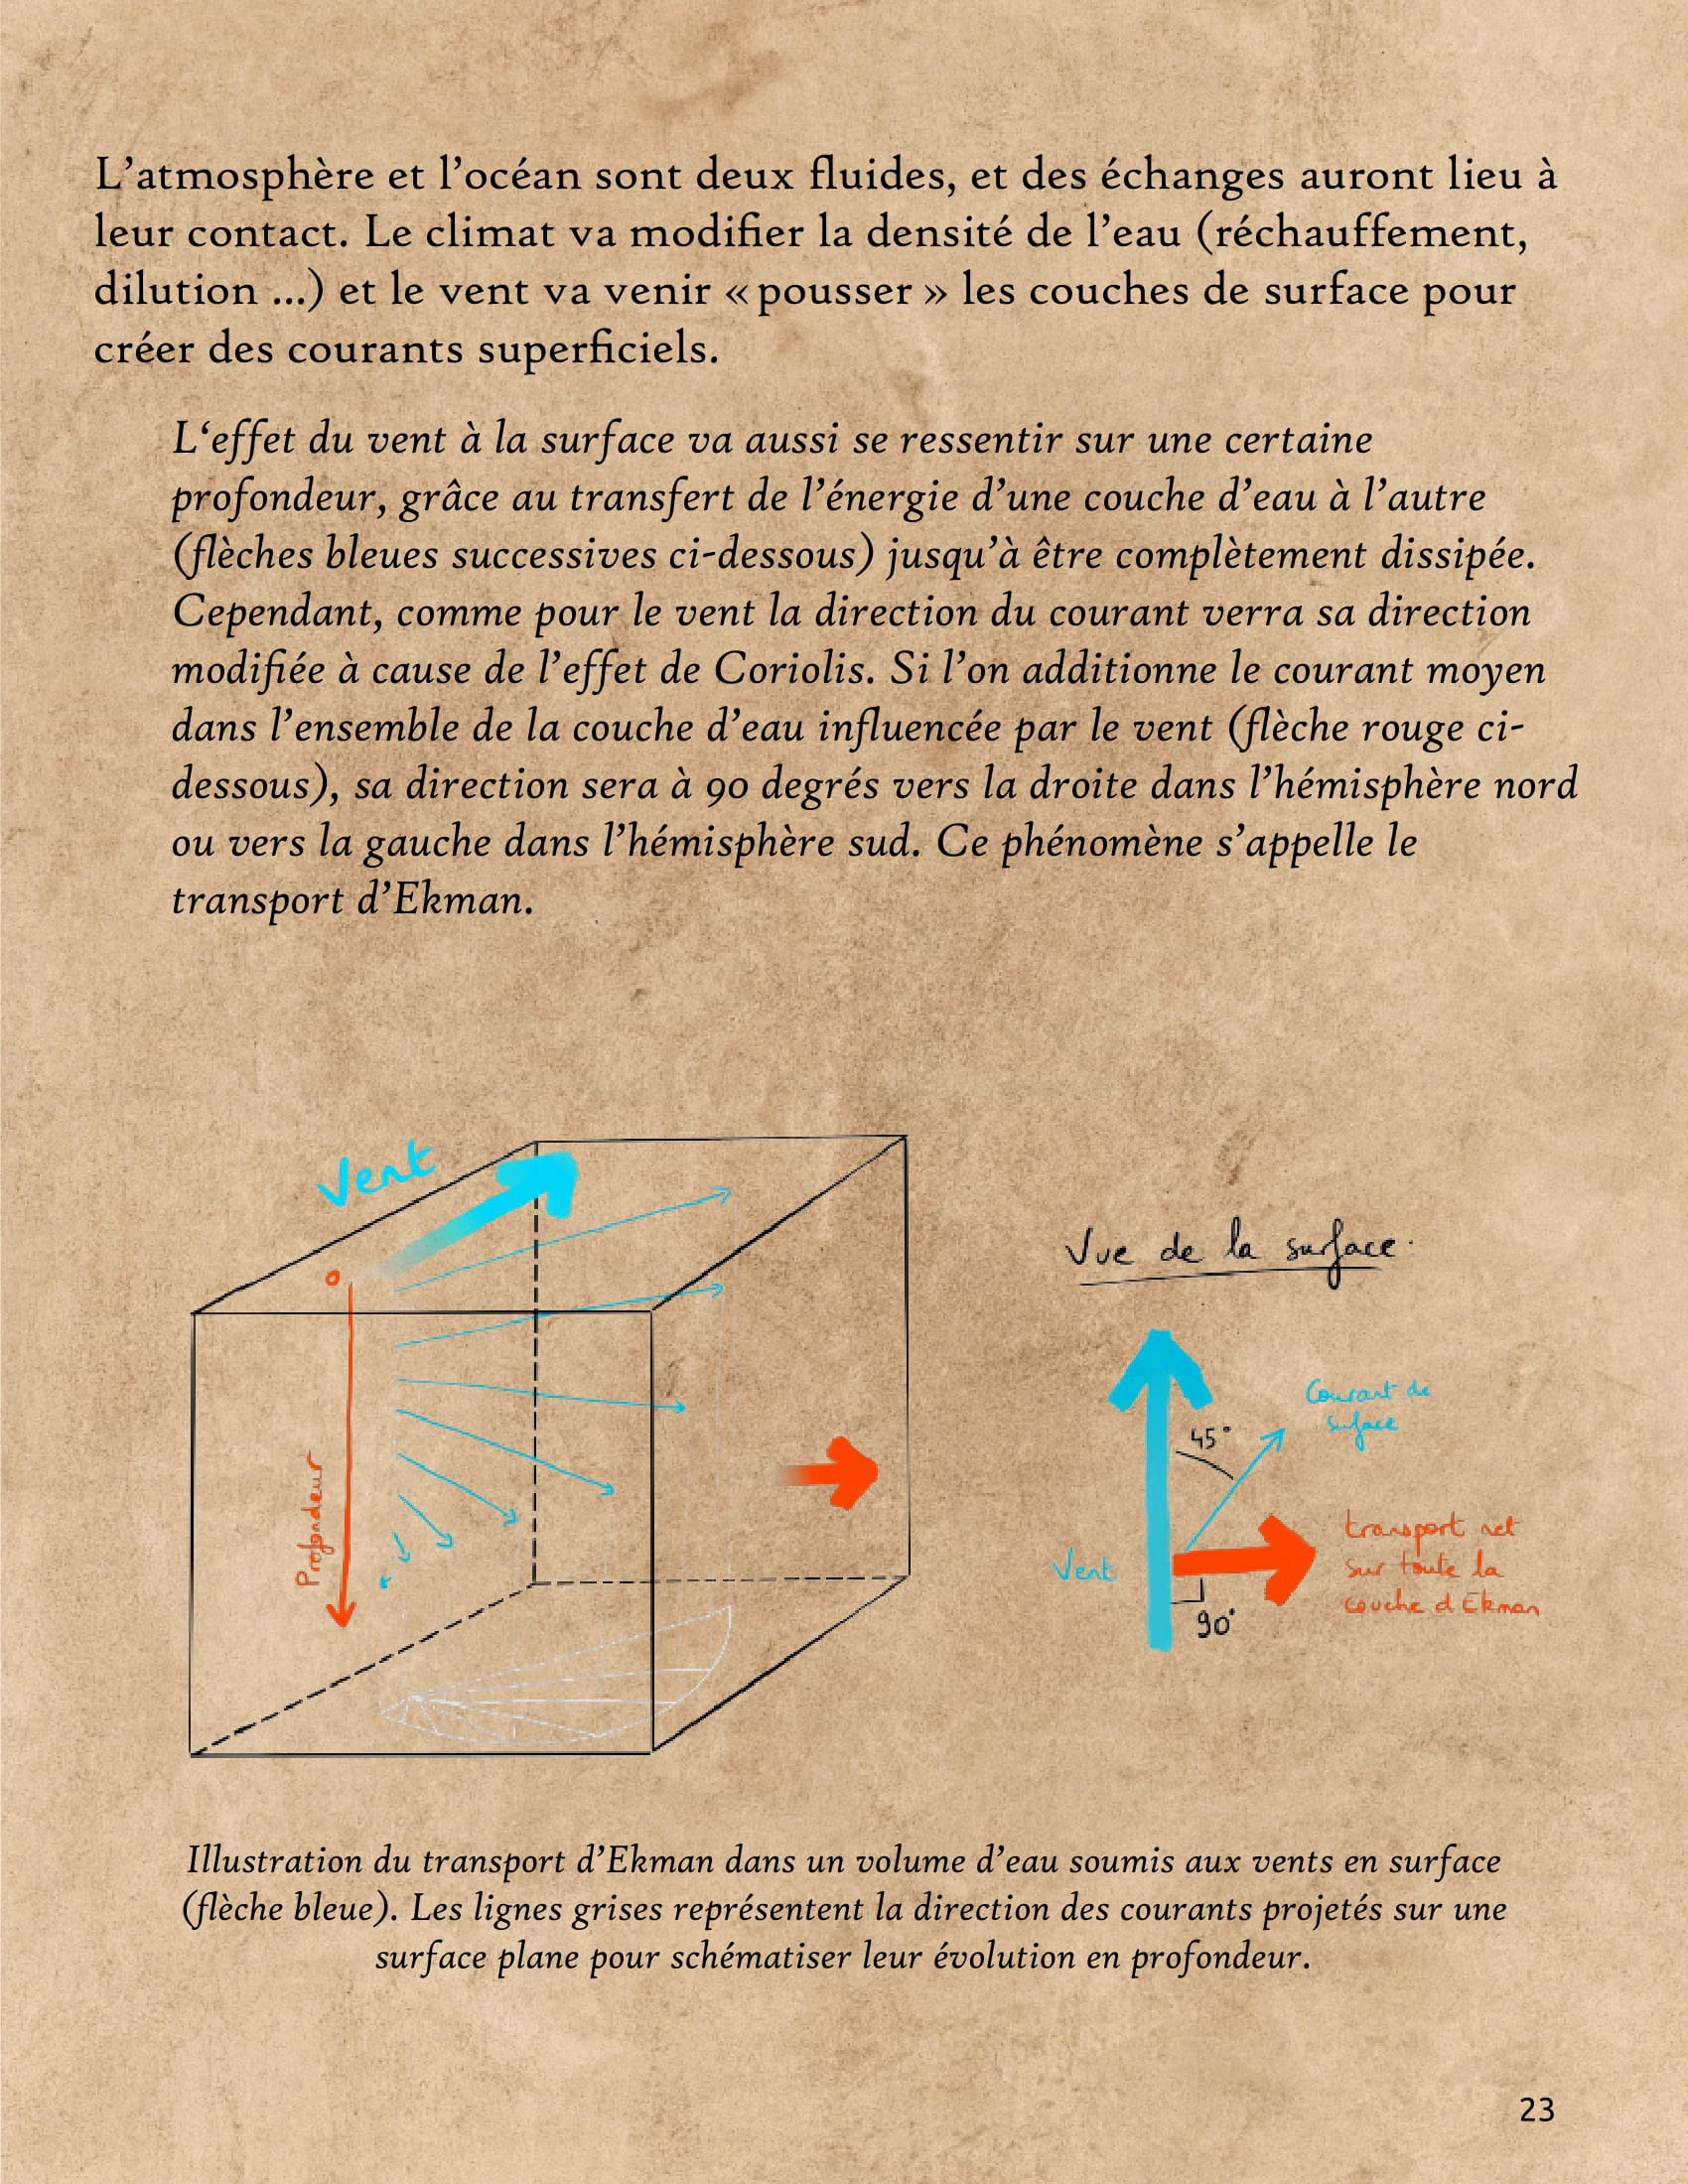 L’atmosphère et l’océan sont deux fluides, et des échanges auront lieu à
leur contact. Le climat va modifier la densité de l’eau (réchauffement,
dilution ...) et le vent va venir « pousser » les couches de surface pour
créer des courants superficiels.
L‘effet du vent à la surface va aussi se ressentir sur une certaine
profondeur, grâce au transfert de l’énergie d’une couche d’eau à l’autre
(flèches bleues successives ci-dessous) jusqu’à être complètement dissipée.
Cependant, comme pour le vent la direction du courant verra sa direction
modifiée à cause de l’effet de Coriolis. Si l’on additionne le courant moyen
dans l’ensemble de la couche d’eau influencée par le vent (flèche rouge ci-
dessous), sa direction sera à 90 degrés vers la droite dans l’hémisphère nord
ou vers la gauche dans l’hémisphère sud. Ce phénomène s’appelle le
transport d’Ekman.
Vent
0
Profondeur
Vue de la surface.
45°
Courant de
surface
Vent
90°
transport net
sur toute la
couche d'Ekman
Illustration du transport d’Ekman dans un volume d’eau soumis aux vents en surface
(flèche bleue). Les lignes grises représentent la direction des courants projetés sur une
surface plane pour schématiser leur évolution en profondeur.
23